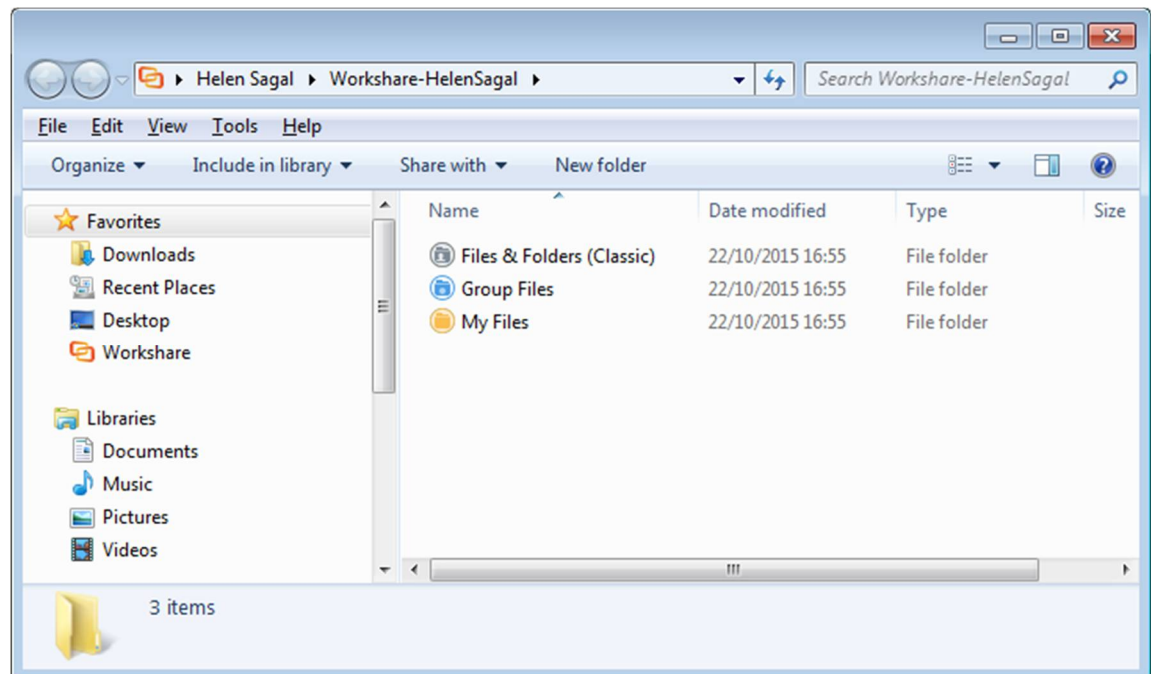 Helen Sagal Workshare-HelenSagal Search Workshare-HelenSagal
File Edit View Tools Help
Organize Include in library Share with New folder
Favorites
Downloads
Recent Places
Desktop
Workshare
Libraries
Documents
Music
Pictures
Videos
Name Date modified Type Size
Files & Folders (Classic) 22/10/2015 16:55 File folder
Group Files 22/10/2015 16:55 File folder
My Files 22/10/2015 16:55 File folder
3 items